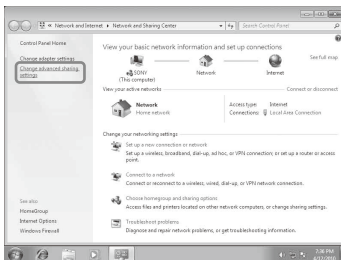 Network and Internet ▸ Network and Sharing Center
Search Control Panel
Control Panel Home
Change adapter settings
Change advanced sharing
settings
View your basic network information and set up connections
See full map
SONY
(This computer)
Network
Internet
View your active networks
Connect or disconnect
Network
Home network
Access type: Internet
Connections: Local Area Connection
Change your networking settings
Set up a new connection or network
Set up a wireless, broadband, dial-up, ad hoc, or VPN connection; or set up a router or access
point.
Connect to a network
Connect or reconnect to a wireless, wired, dial-up, or VPN network connection.
Choose homegroup and sharing options
Access files and printers located on other network computers, or change sharing settings.
Troubleshoot problems
Diagnose and repair network problems, or get troubleshooting information.
See also
HomeGroup
Internet Options
Windows Firewall
7:36 PM
4/12/2010